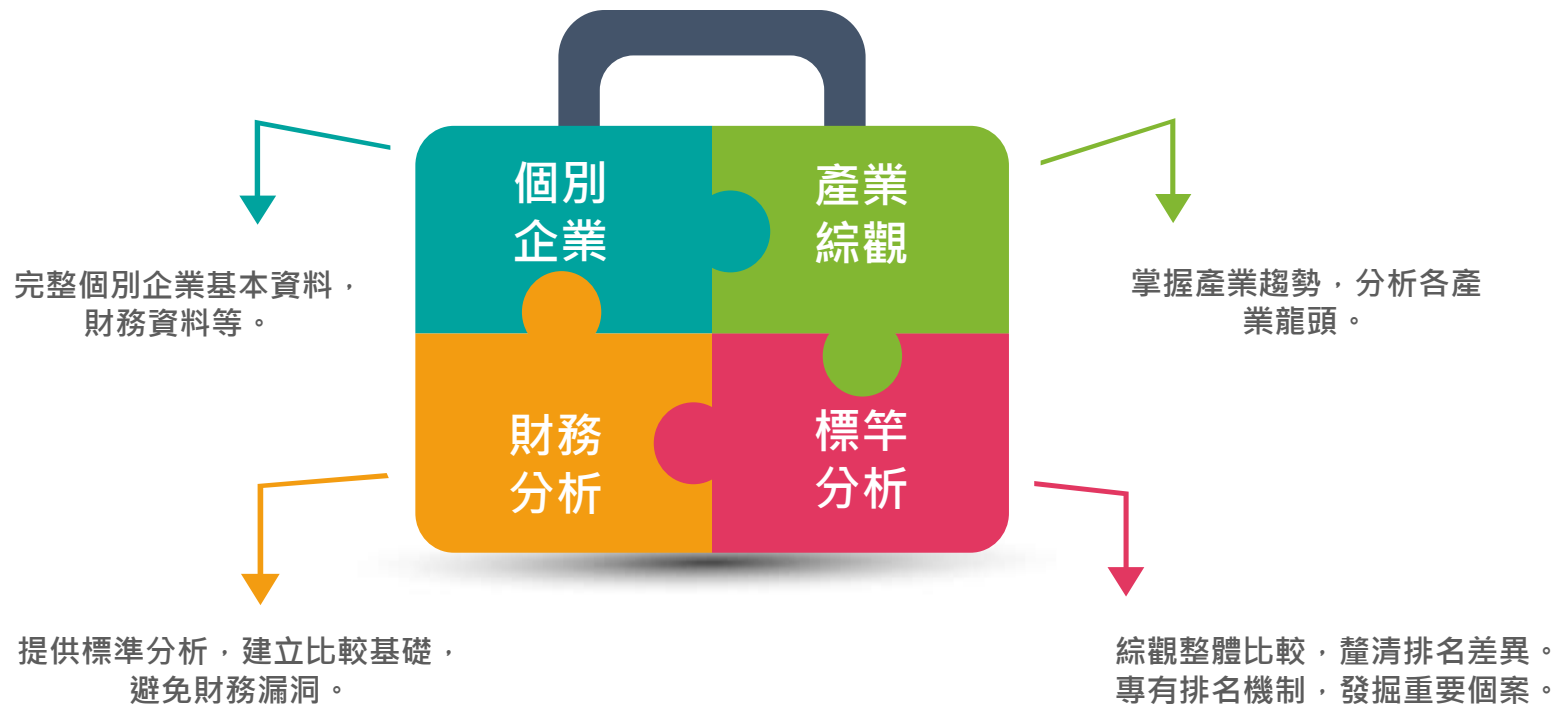 個別
企業
產業
綜觀
完整個別企業基本資料，
財務資料等。
掌握產業趨勢，分析各產
業龍頭。
財務
分析
標竿
分析
提供標準分析，建立比較基礎，
避免財務漏洞。
綜觀整體比較，釐清排名差異。
專有排名機制，發掘重要個案。